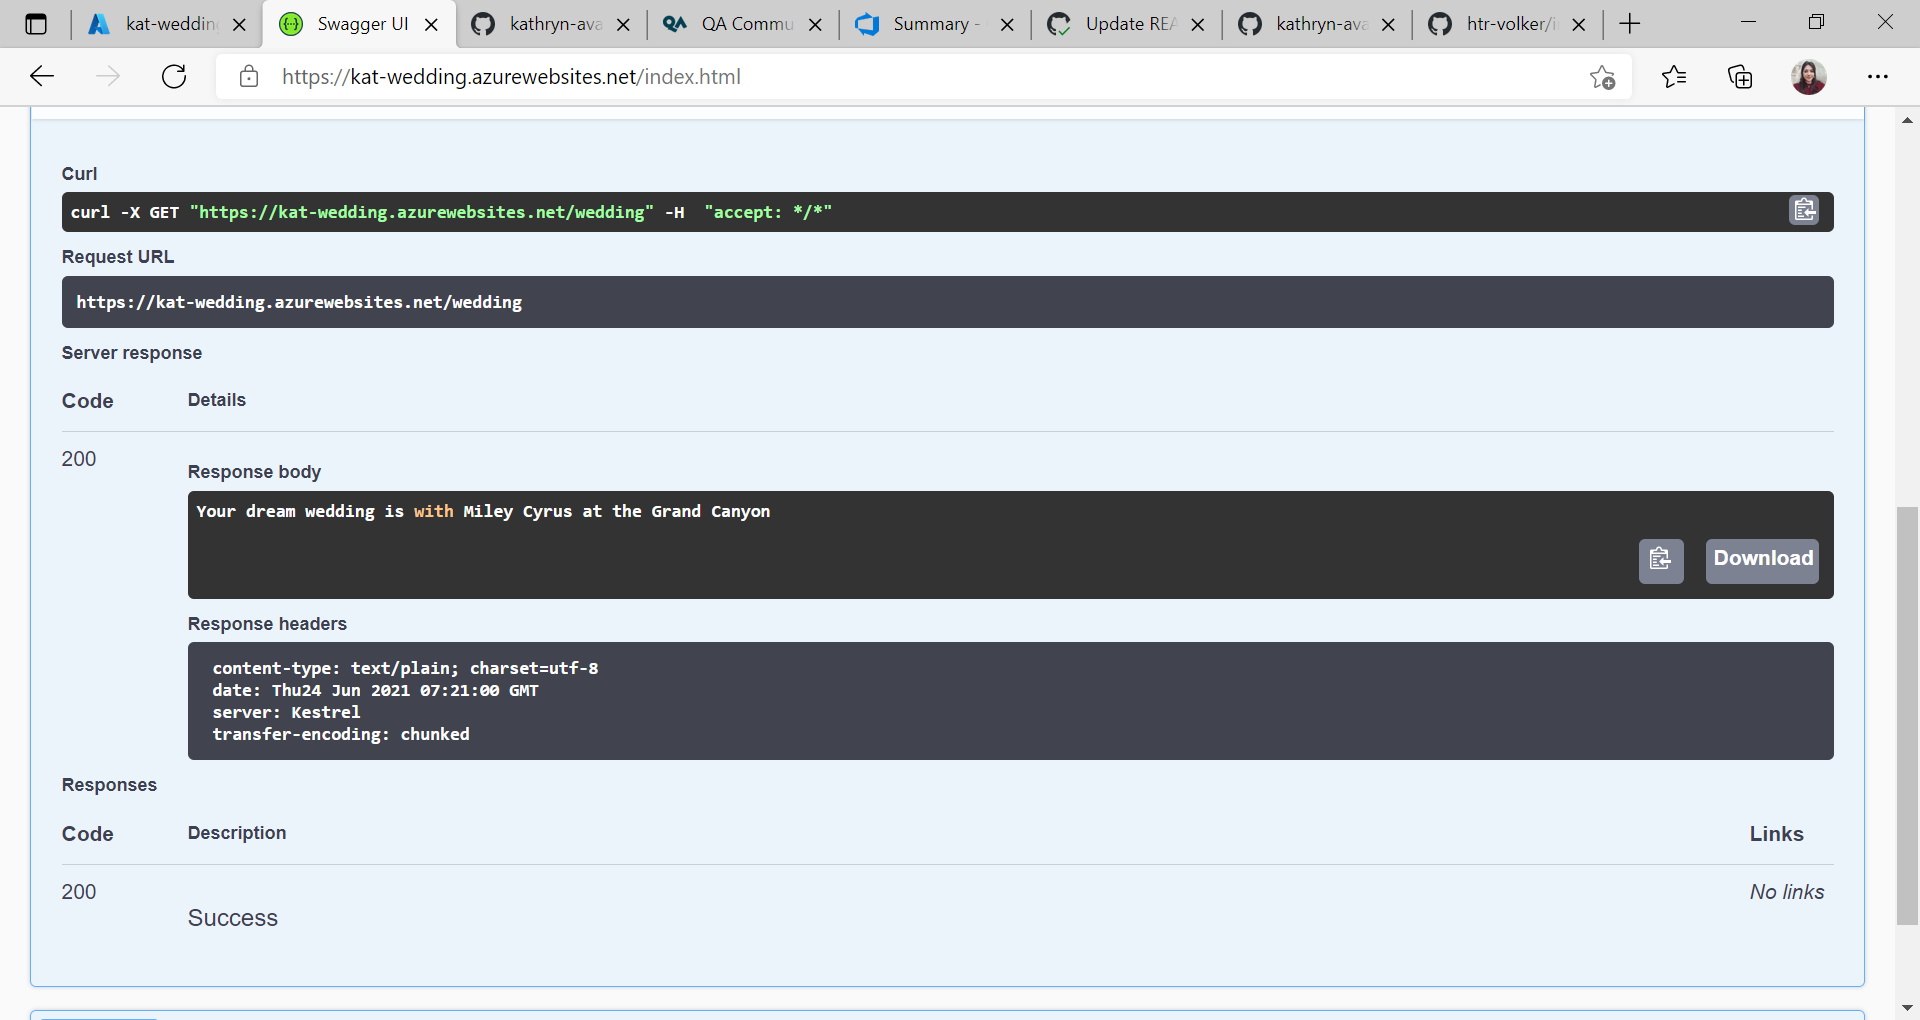 kat-wedding
Swagger UI
kathryn-ava
QA Commu
Summary -
Update REA
kathryn-ava
htr-volker/i
https://kat-wedding.azurewebsites.net/index.html
Curl
curl -X GET "https://kat-wedding.azurewebsites.net/wedding" -H  "accept: */*"
Request URL
https://kat-wedding.azurewebsites.net/wedding
Server response
Code Details
200
Response body
Your dream wedding is with Miley Cyrus at the Grand Canyon
Download
Response headers
content-type: text/plain; charset=utf-8
date: Thu24 Jun 2021 07:21:00 GMT
server: Kestrel
transfer-encoding: chunked
Responses
Code Description Links
200 No links
Success